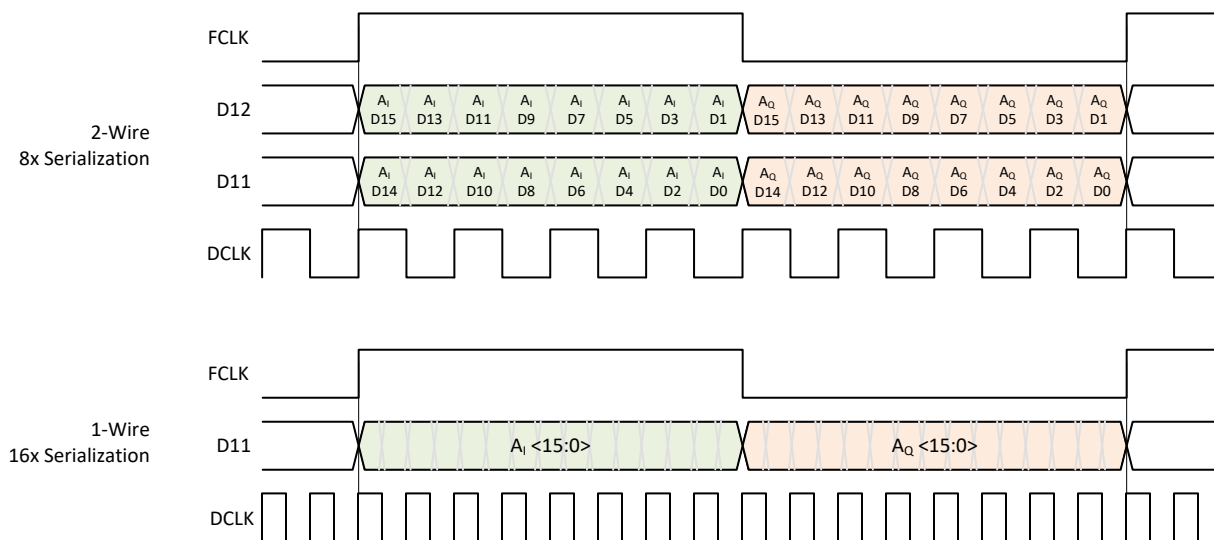 FCLK
D12
A_I A_I A_I A_I A_I A_I A_I A_I A_Q A_Q A_Q A_Q A_Q A_Q A_Q A_Q
D15 D13 D11 D9 D7 D5 D3 D1 D15 D13 D11 D9 D7 D5 D3 D1
2-Wire
8x Serialization
D11
A_I A_I A_I A_I A_I A_I A_I A_I A_Q A_Q A_Q A_Q A_Q A_Q A_Q A_Q
D14 D12 D10 D8 D6 D4 D2 D0 D14 D12 D10 D8 D6 D4 D2 D0
DCLK
FCLK
1-Wire
16x Serialization
D11
A_I <15:0> A_Q <15:0>
DCLK